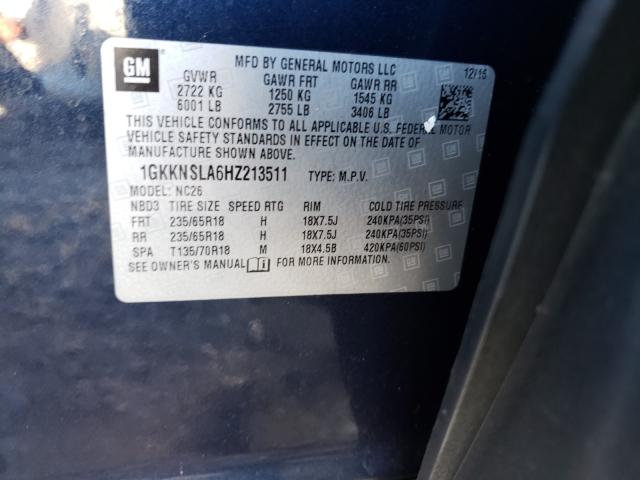 GM
MFD BY GENERAL MOTORS LLC 12/16
GVWR GAWR FRT GAWR RR
2722 KG 1250 KG 1545 KG
6001 LB 2755 LB 3406 LB
THIS VEHICLE CONFORMS TO ALL APPLICABLE U.S. FEDERAL MOTOR
VEHICLE SAFETY STANDARDS IN EFFECT ON THE DATE OF
MANUFACTURE SHOWN ABOVE.
1GKKNSLA6HZ213511 TYPE: M.P.V.
MODEL: NC26
NBD3 TIRE SIZE SPEED RTG RIM COLD TIRE PRESSURE
FRT 235/65R18 H 18X7.5J 240KPA(35PSI)
RR 235/65R18 H 18X7.5J 240KPA(35PSI)
SPA T135/70R18 M 18X4.5B 420KPA(60PSI)
SEE OWNER'S MANUAL FOR MORE INFORMATION.